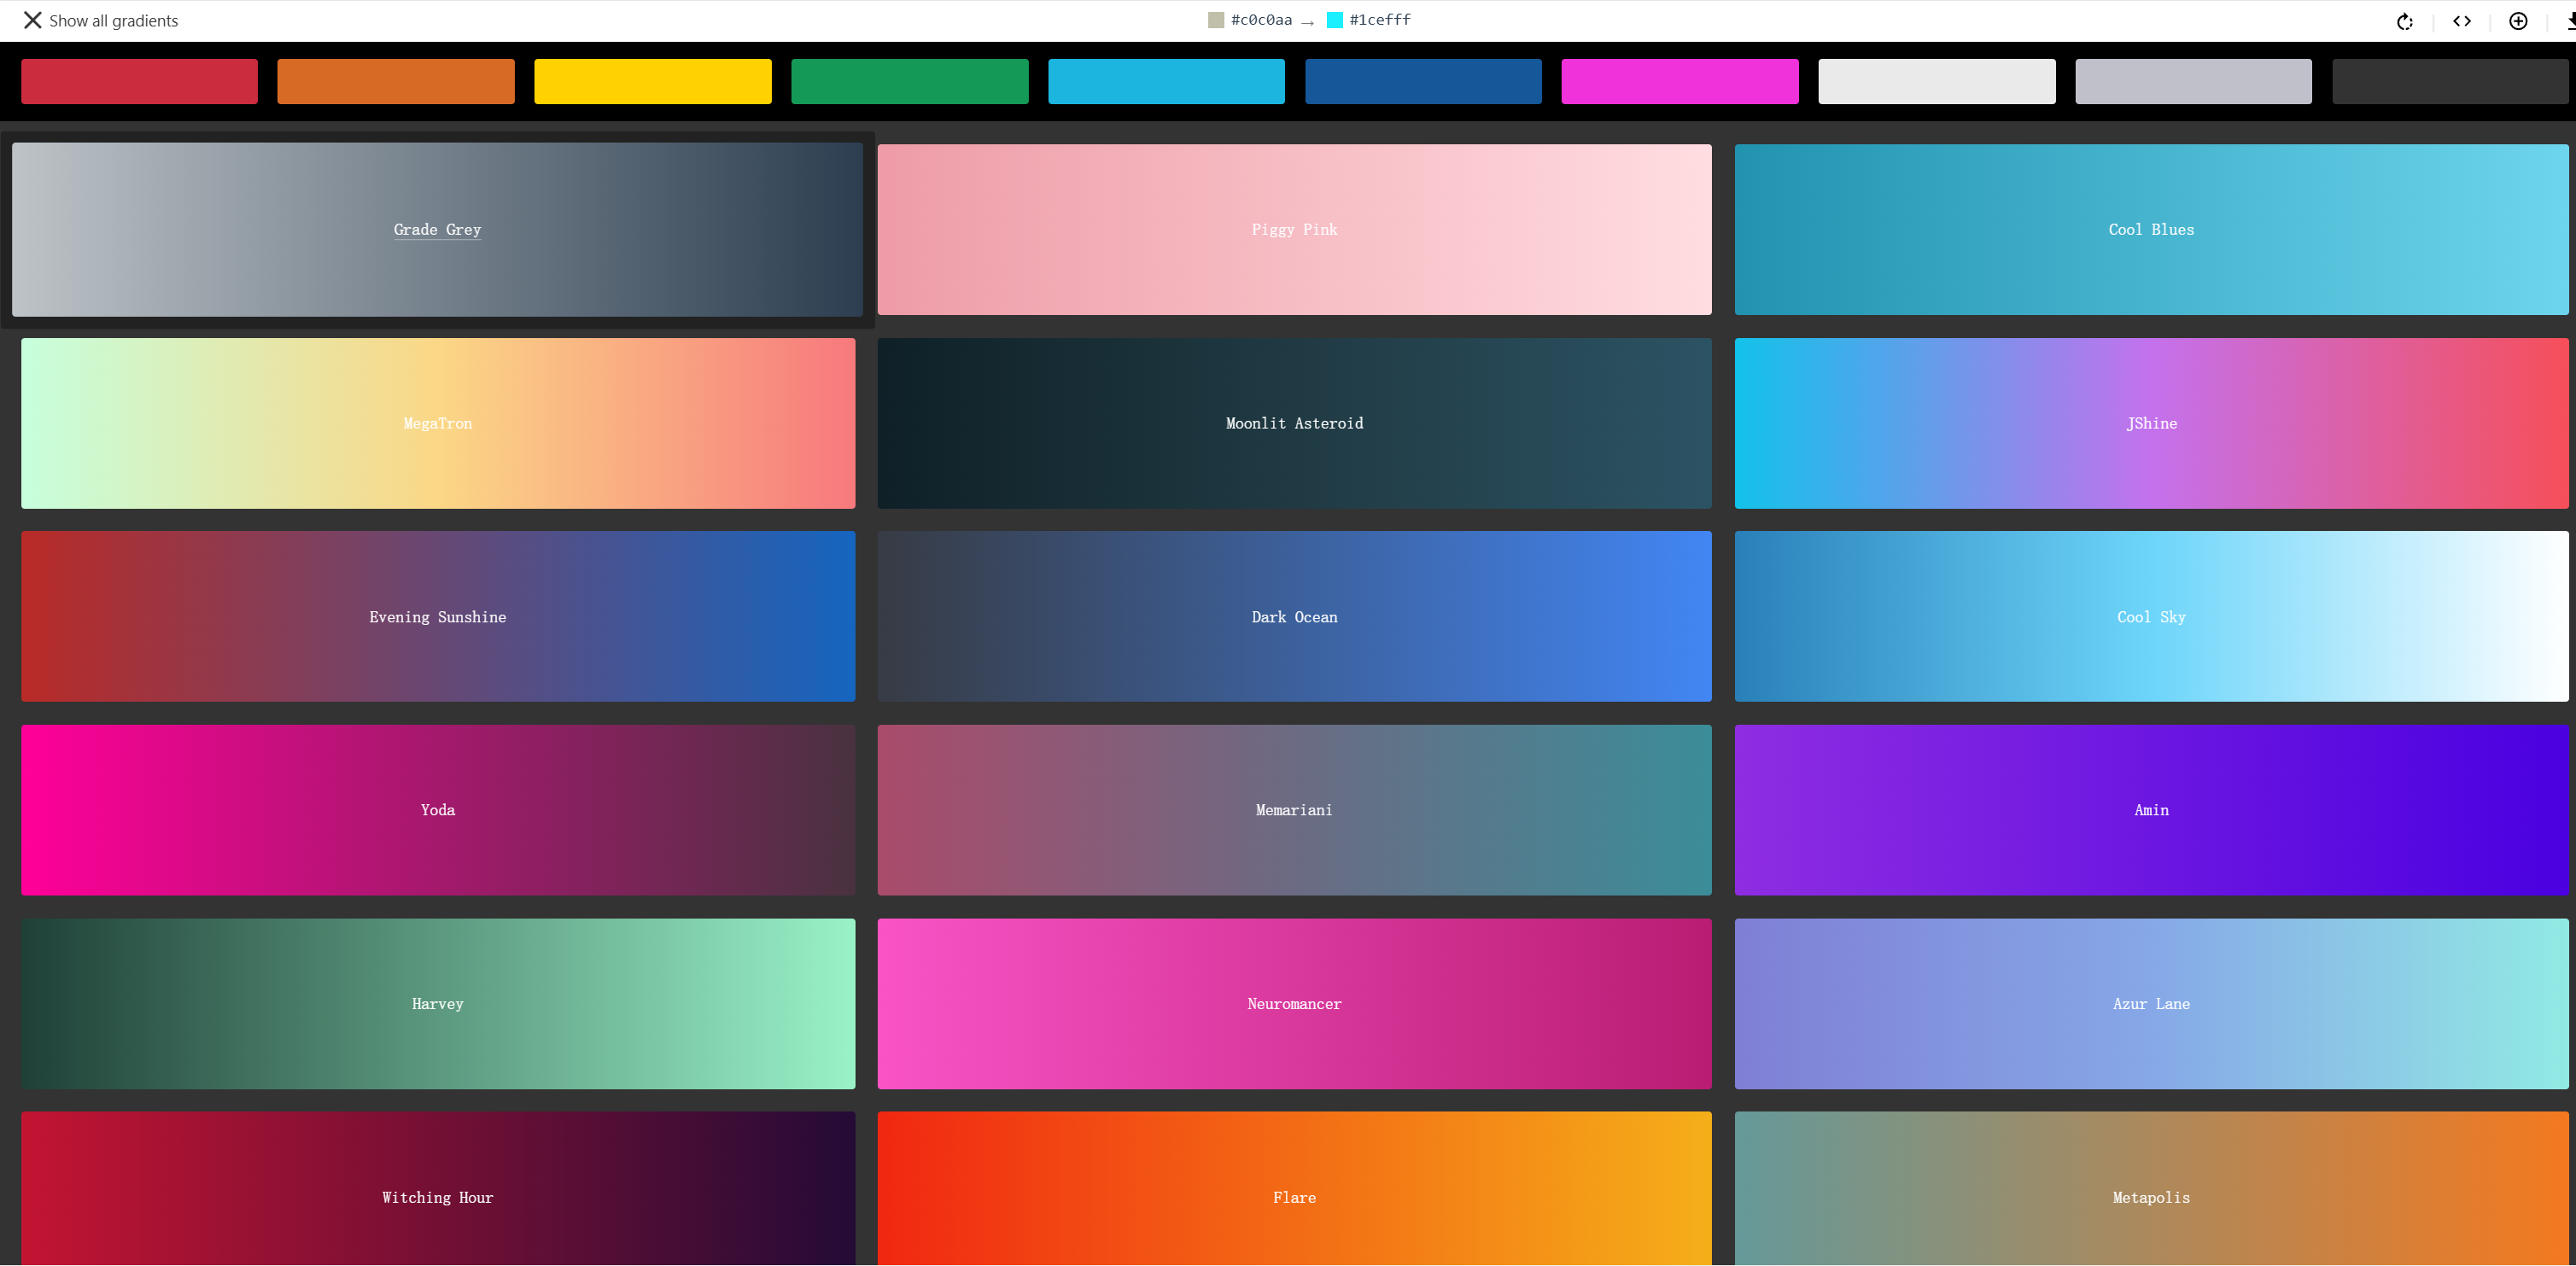 Show all gradients
#c0c0aa → #1cefff
Grade Grey
Piggy Pink
Cool Blues
MegaTron
Moonlit Asteroid
JShine
Evening Sunshine
Dark Ocean
Cool Sky
Yoda
Memariani
Amin
Harvey
Neuromancer
Azur Lane
Witching Hour
Flare
Metapolis